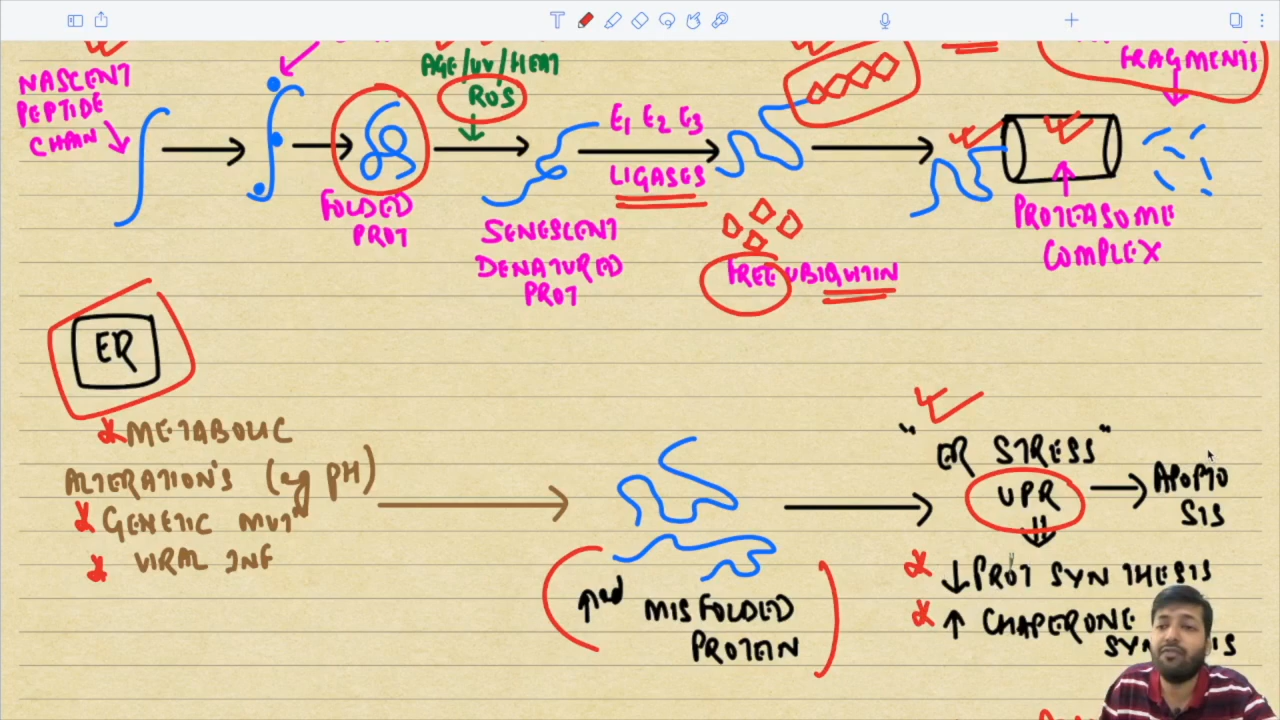 FRAGMENTS
NASCENT
PEPTIDE
CHAIN
AGE/UV/HEAT
ROS
FOLDED
PROT
SENESCENT
DENATURED
PROT
E1 E2 E3
LIGASES
FREE UBIQUITIN
PROTEASOME
COMPLEX
ER
METABOLIC
ALTERATION'S (eg PH)
GENETIC MUTn
VIRAL INF
↑ed MISFOLDED
PROTEIN
"ER STRESS"
UPR
APOPTO
SIS
↓ PROT SYNTHESIS
↑ CHAPERONE